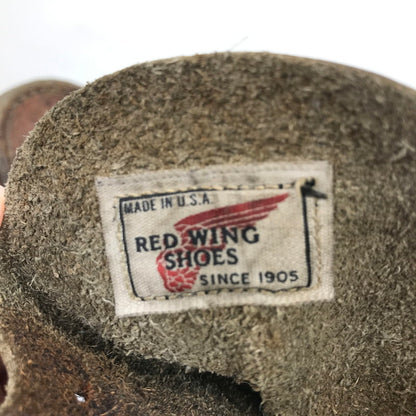 MADE IN U.S.A.
RED WING
SHOES
SINCE 1905